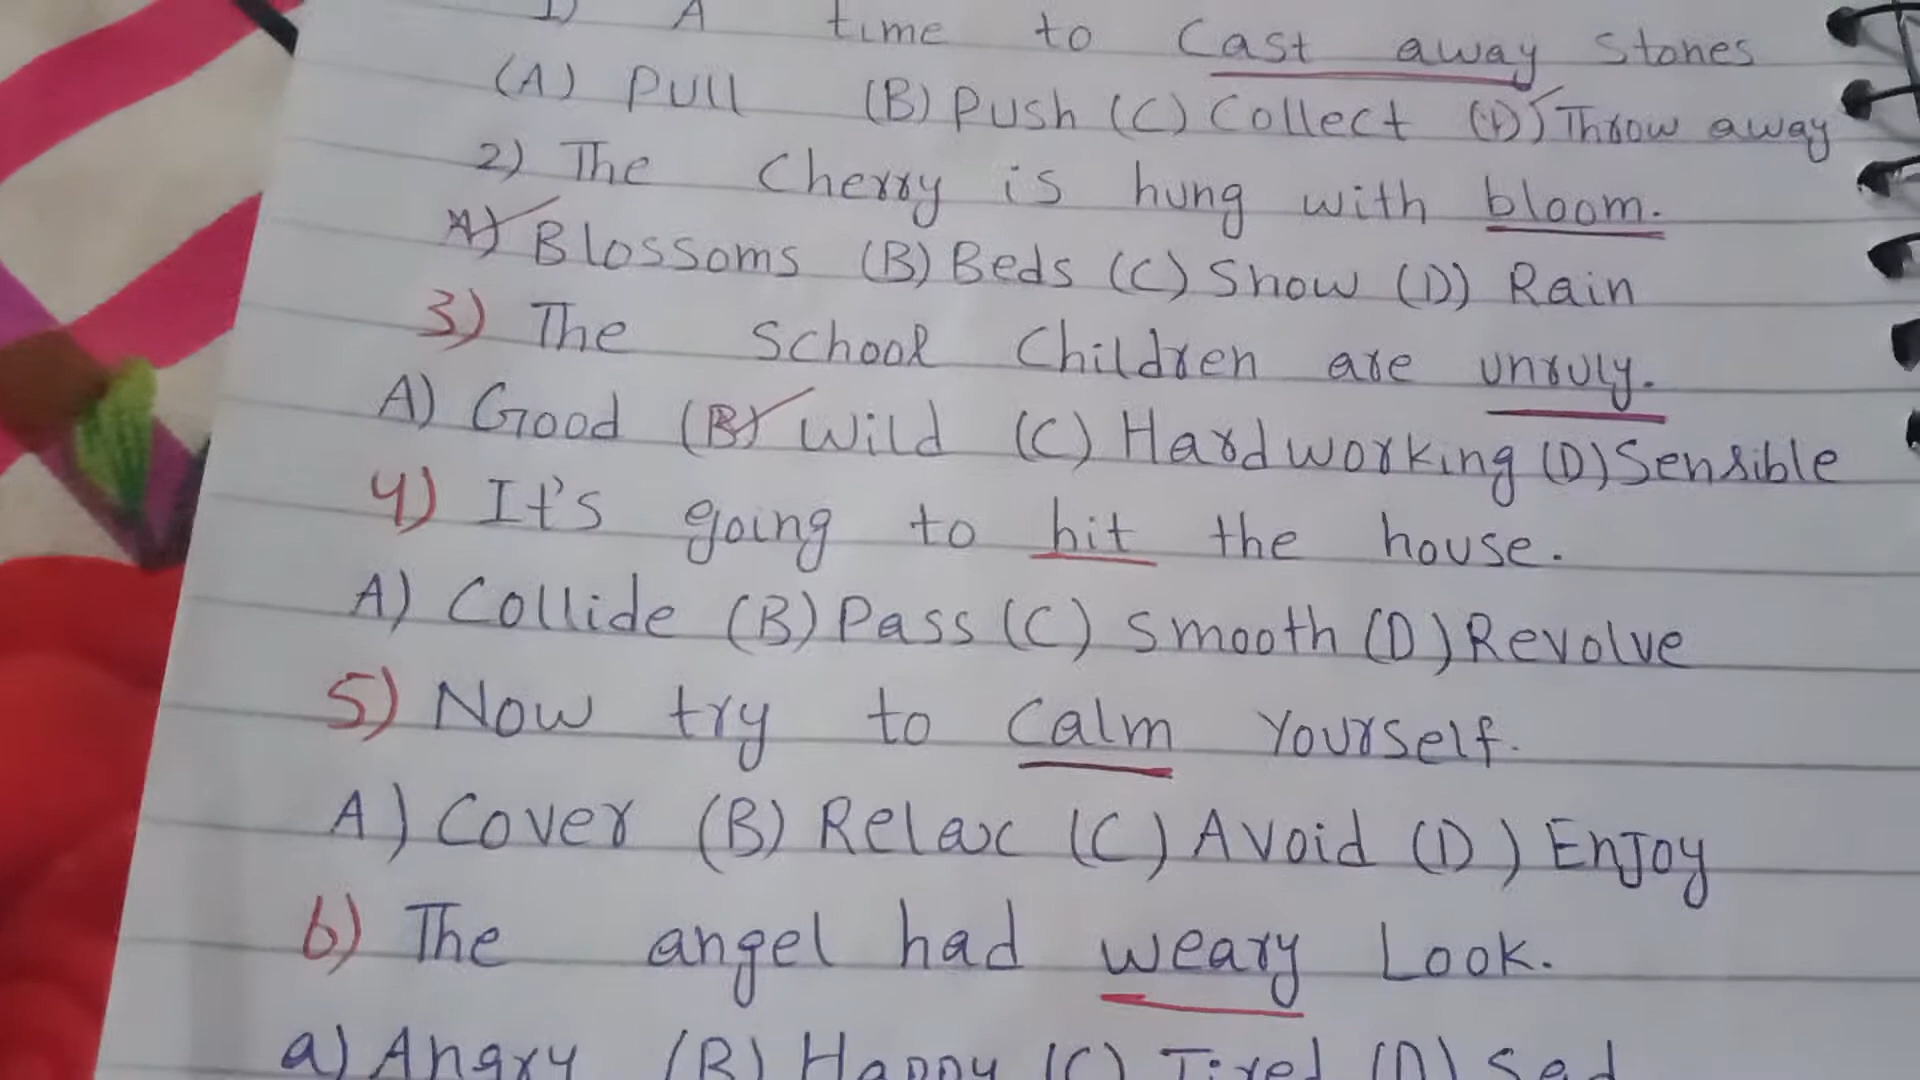 1) A time to Cast away Stones
(A) Pull (B) Push (C) Collect (D) Throw away
2) The Cherry is hung with bloom.
A) Blossoms (B) Beds (C) Snow (D) Rain
3) The School Children are unruly.
A) Good (B) Wild (C) Hardworking (D) Sensible
4) It's going to hit the house.
A) Collide (B) Pass (C) Smooth (D) Revolve
5) Now try to Calm Yourself.
A) Cover (B) Relax (C) Avoid (D) Enjoy
6) The angel had weary Look.
a) Angry (B) Happy (C) Tired (D) Sad